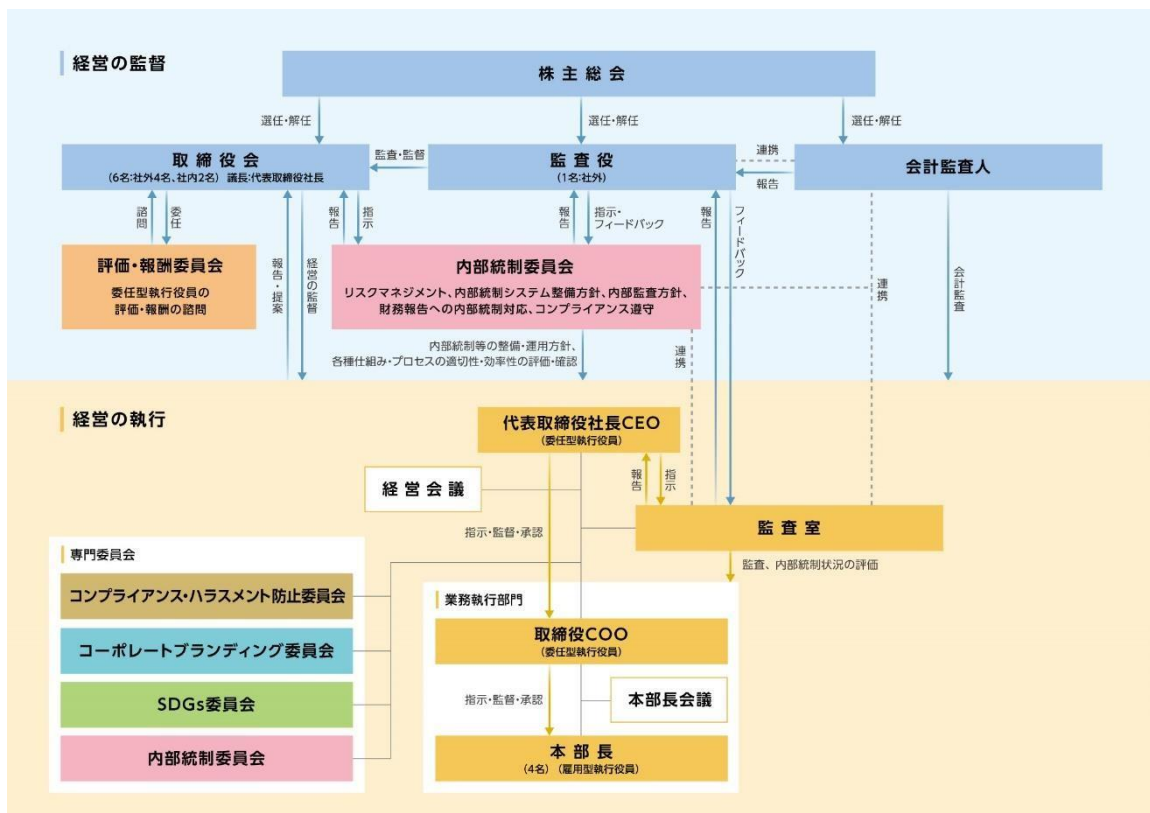 経営の監督
株主総会
選任・解任
選任・解任
選任・解任
取締役会
(6名:社外4名、社内2名) 議長:代表取締役社長
監査・監督
監査役
(1名:社外)
連携
報告
会計監査人
諮問
委任
報告・提案
経営の監督
報告
指示
報告
指示・
フィードバック
報告
フィードバック
連携
会計監査
評価・報酬委員会
委任型執行役員の
評価・報酬の諮問
内部統制委員会
リスクマネジメント、内部統制システム整備方針、内部監査方針、
財務報告への内部統制対応、コンプライアンス遵守
内部統制等の整備・運用方針、
各種仕組み・プロセスの適切性・効率性の評価・確認
連携
経営の執行
代表取締役社長CEO
(委任型執行役員)
経営会議
報告
指示
指示・監督・承認
監査室
監査、内部統制状況の評価
専門委員会
コンプライアンス・ハラスメント防止委員会
コーポレートブランディング委員会
SDGs委員会
内部統制委員会
業務執行部門
取締役COO
(委任型執行役員)
指示・監督・承認
本部長会議
本部長
(4名) (雇用型執行役員)